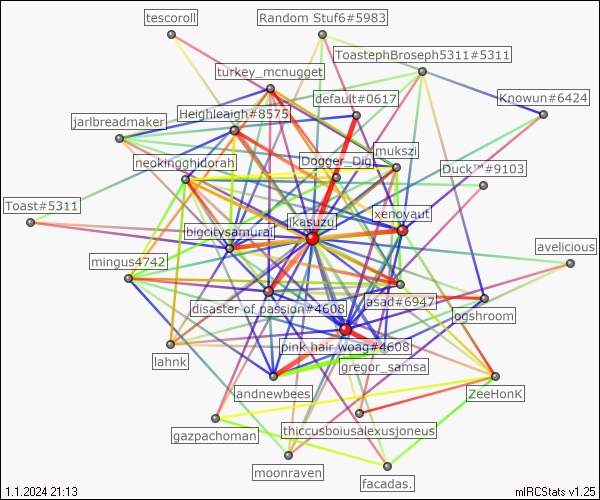 tescoroll
Random Stuf6#5983
ToastephBroseph5311#5311
turkey_mcnugget
default#0617
Knowun#6424
Heighleaigh#8575
jarlbreadmaker
mukszi
Dogger_Dig
neokingghidorah
Duck™#9103
Toast#5311
xenoyaut
ikasuzu
bigcitysamurai
avelicious
mingus4742
jasad#6947
disaster of passion#4608
ogshroom
pink hair woag#4608
lahnk
gregor_samsa
andnewbees
ZeeHonK
thiccusboiusalexusjoneus
gazpachoman
moonraven
facadas.
1.1.2024 21:13
mIRCStats v1.25